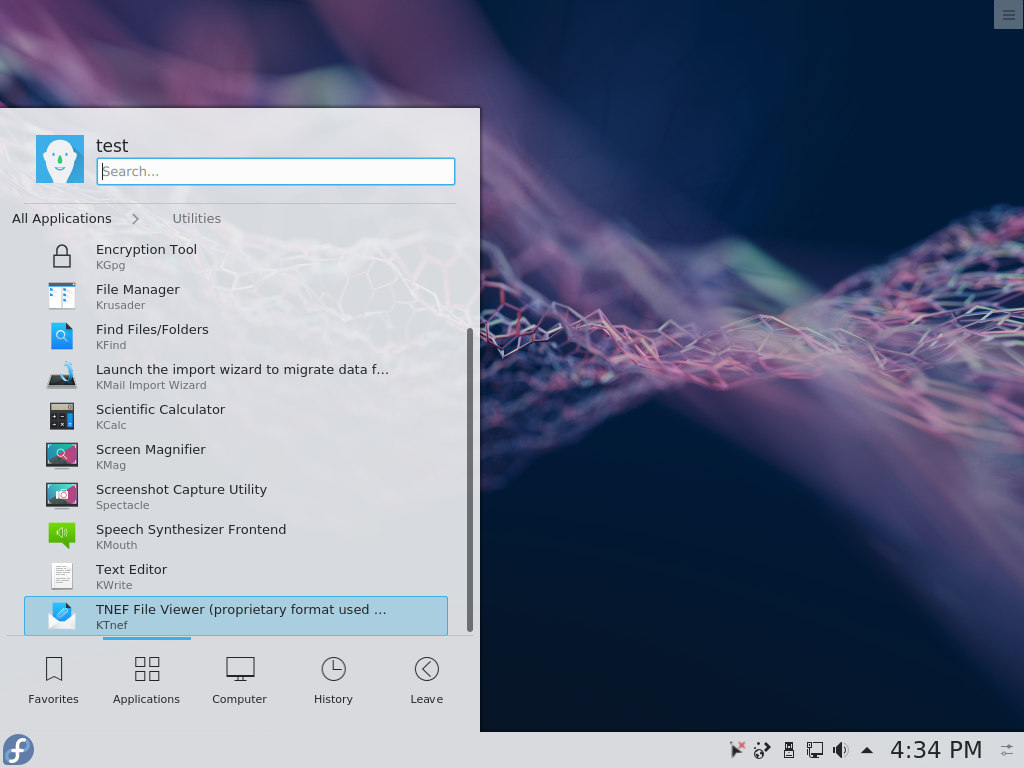 test
Search...
All Applications
Utilities
Encryption Tool
KGpg
File Manager
Krusader
Find Files/Folders
KFind
Launch the import wizard to migrate data f...
KMail Import Wizard
Scientific Calculator
KCalc
Screen Magnifier
KMag
Screenshot Capture Utility
Spectacle
Speech Synthesizer Frontend
KMouth
Text Editor
KWrite
TNEF File Viewer (proprietary format used ...
KTnef
Favorites
Applications
Computer
History
Leave
4:34 PM